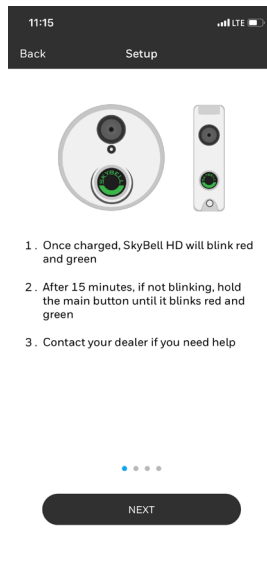 11:15
LTE
Back
Setup
SKYBELL
1. Once charged, SkyBell HD will blink red
and green
2. After 15 minutes, if not blinking, hold
the main button until it blinks red and
green
3. Contact your dealer if you need help
NEXT